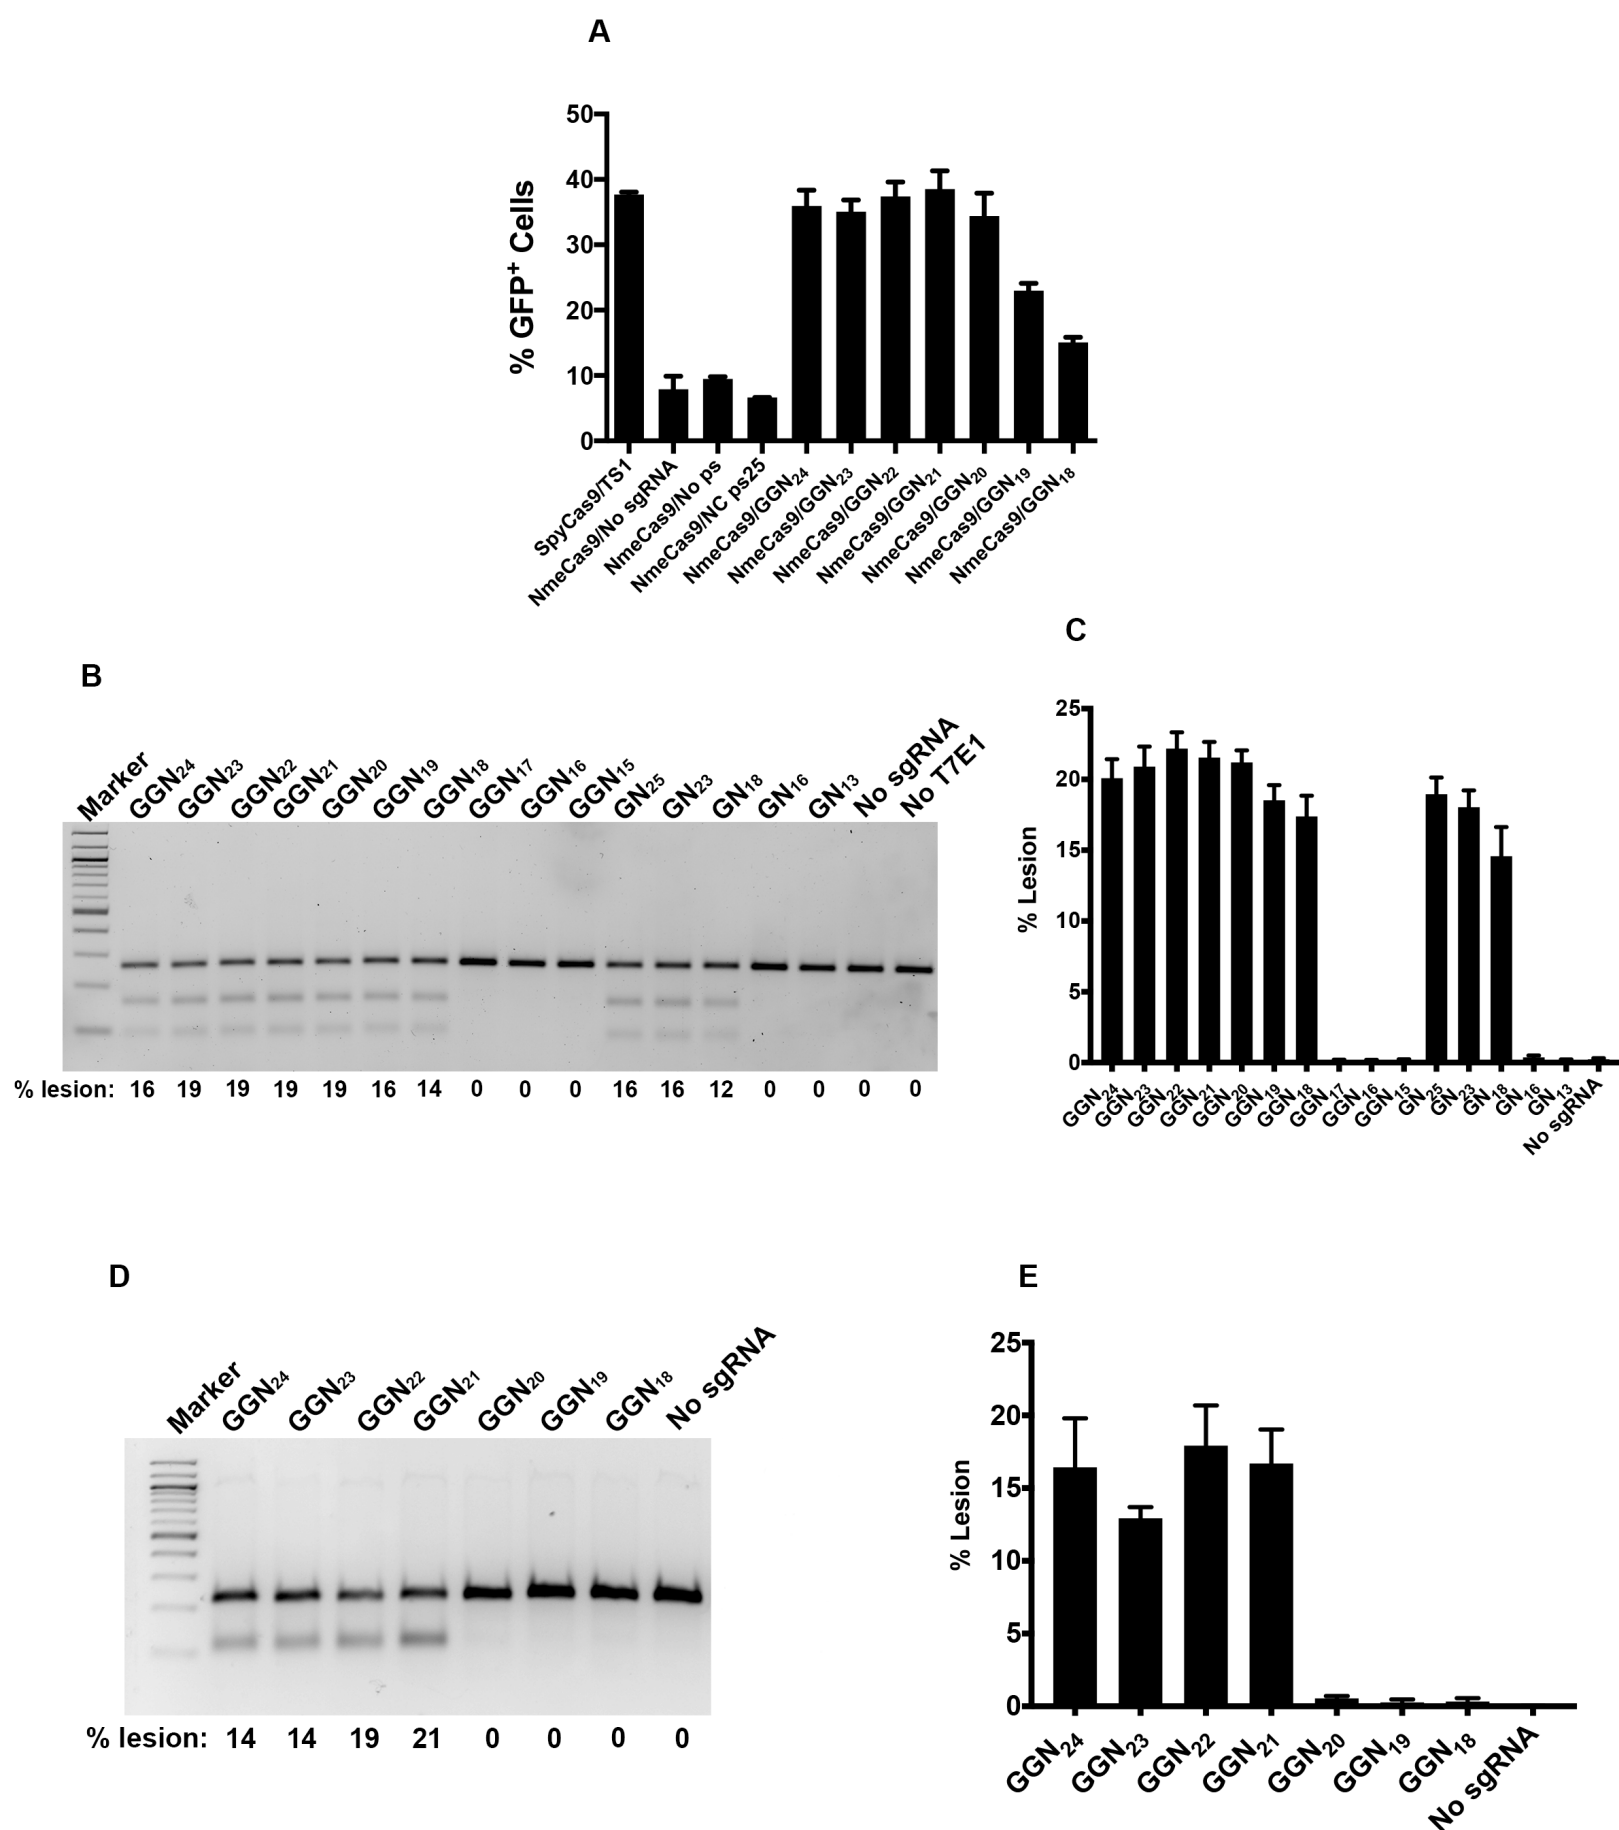 A
50
40
30
20
10
0
% GFP⁺ Cells
SpyCas9/TS1
NmeCas9/No sgRNA
NmeCas9/No ps
NmeCas9/NC ps25
NmeCas9/GGN₂₄
NmeCas9/GGN₂₃
NmeCas9/GGN₂₂
NmeCas9/GGN₂₁
NmeCas9/GGN₂₀
NmeCas9/GGN₁₉
NmeCas9/GGN₁₈
B
Marker
GGN₂₄
GGN₂₃
GGN₂₂
GGN₂₁
GGN₂₀
GGN₁₉
GGN₁₈
GGN₁₇
GGN₁₆
GGN₁₅
GN₂₅
GN₂₃
GN₁₈
GN₁₆
GN₁₃
No sgRNA
No T7E1
% lesion: 16 19 19 19 19 16 14 0 0 0 16 16 12 0 0 0 0
C
25
20
15
10
5
0
% Lesion
GGN₂₄
GGN₂₃
GGN₂₂
GGN₂₁
GGN₂₀
GGN₁₉
GGN₁₈
GGN₁₇
GGN₁₆
GGN₁₅
GN₂₅
GN₂₃
GN₁₈
GN₁₆
GN₁₃
No sgRNA
D
Marker
GGN₂₄
GGN₂₃
GGN₂₂
GGN₂₁
GGN₂₀
GGN₁₉
GGN₁₈
No sgRNA
% lesion: 14 14 19 21 0 0 0 0
E
25
20
15
10
5
0
% Lesion
GGN₂₄
GGN₂₃
GGN₂₂
GGN₂₁
GGN₂₀
GGN₁₉
GGN₁₈
No sgRNA